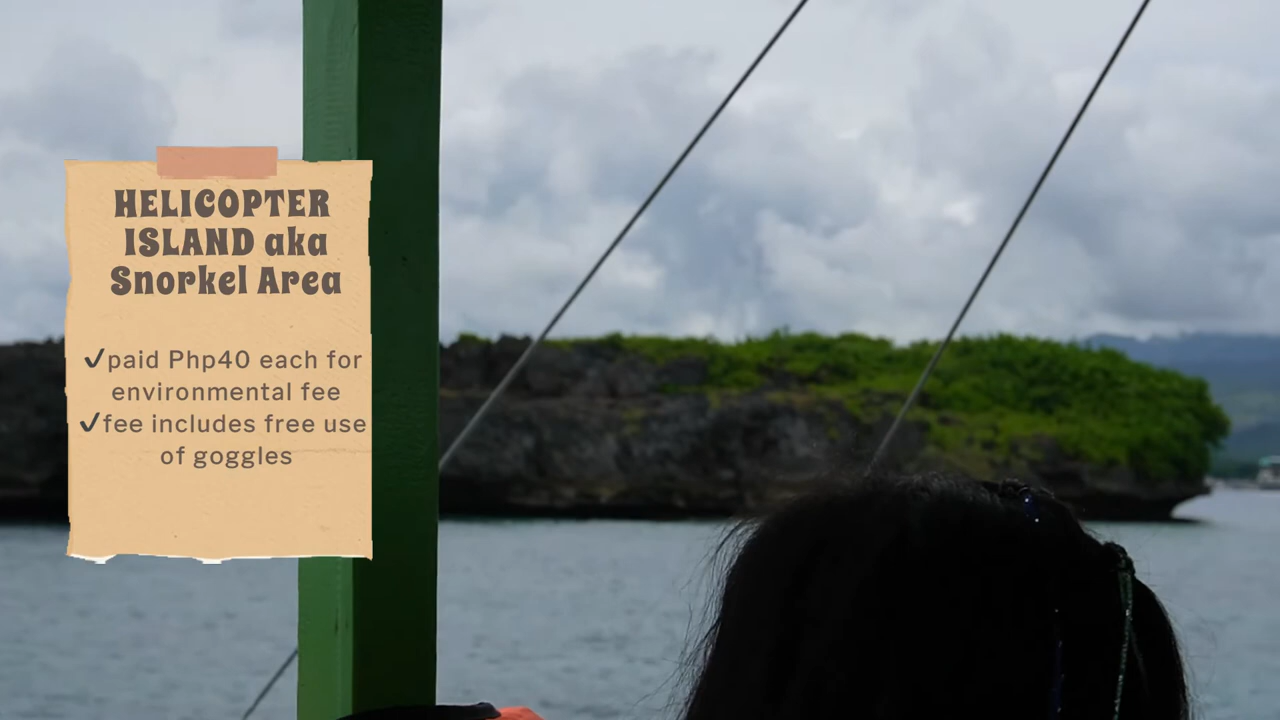 HELICOPTER
ISLAND aka
Snorkel Area
✓paid Php40 each for
environmental fee
✓fee includes free use
of goggles